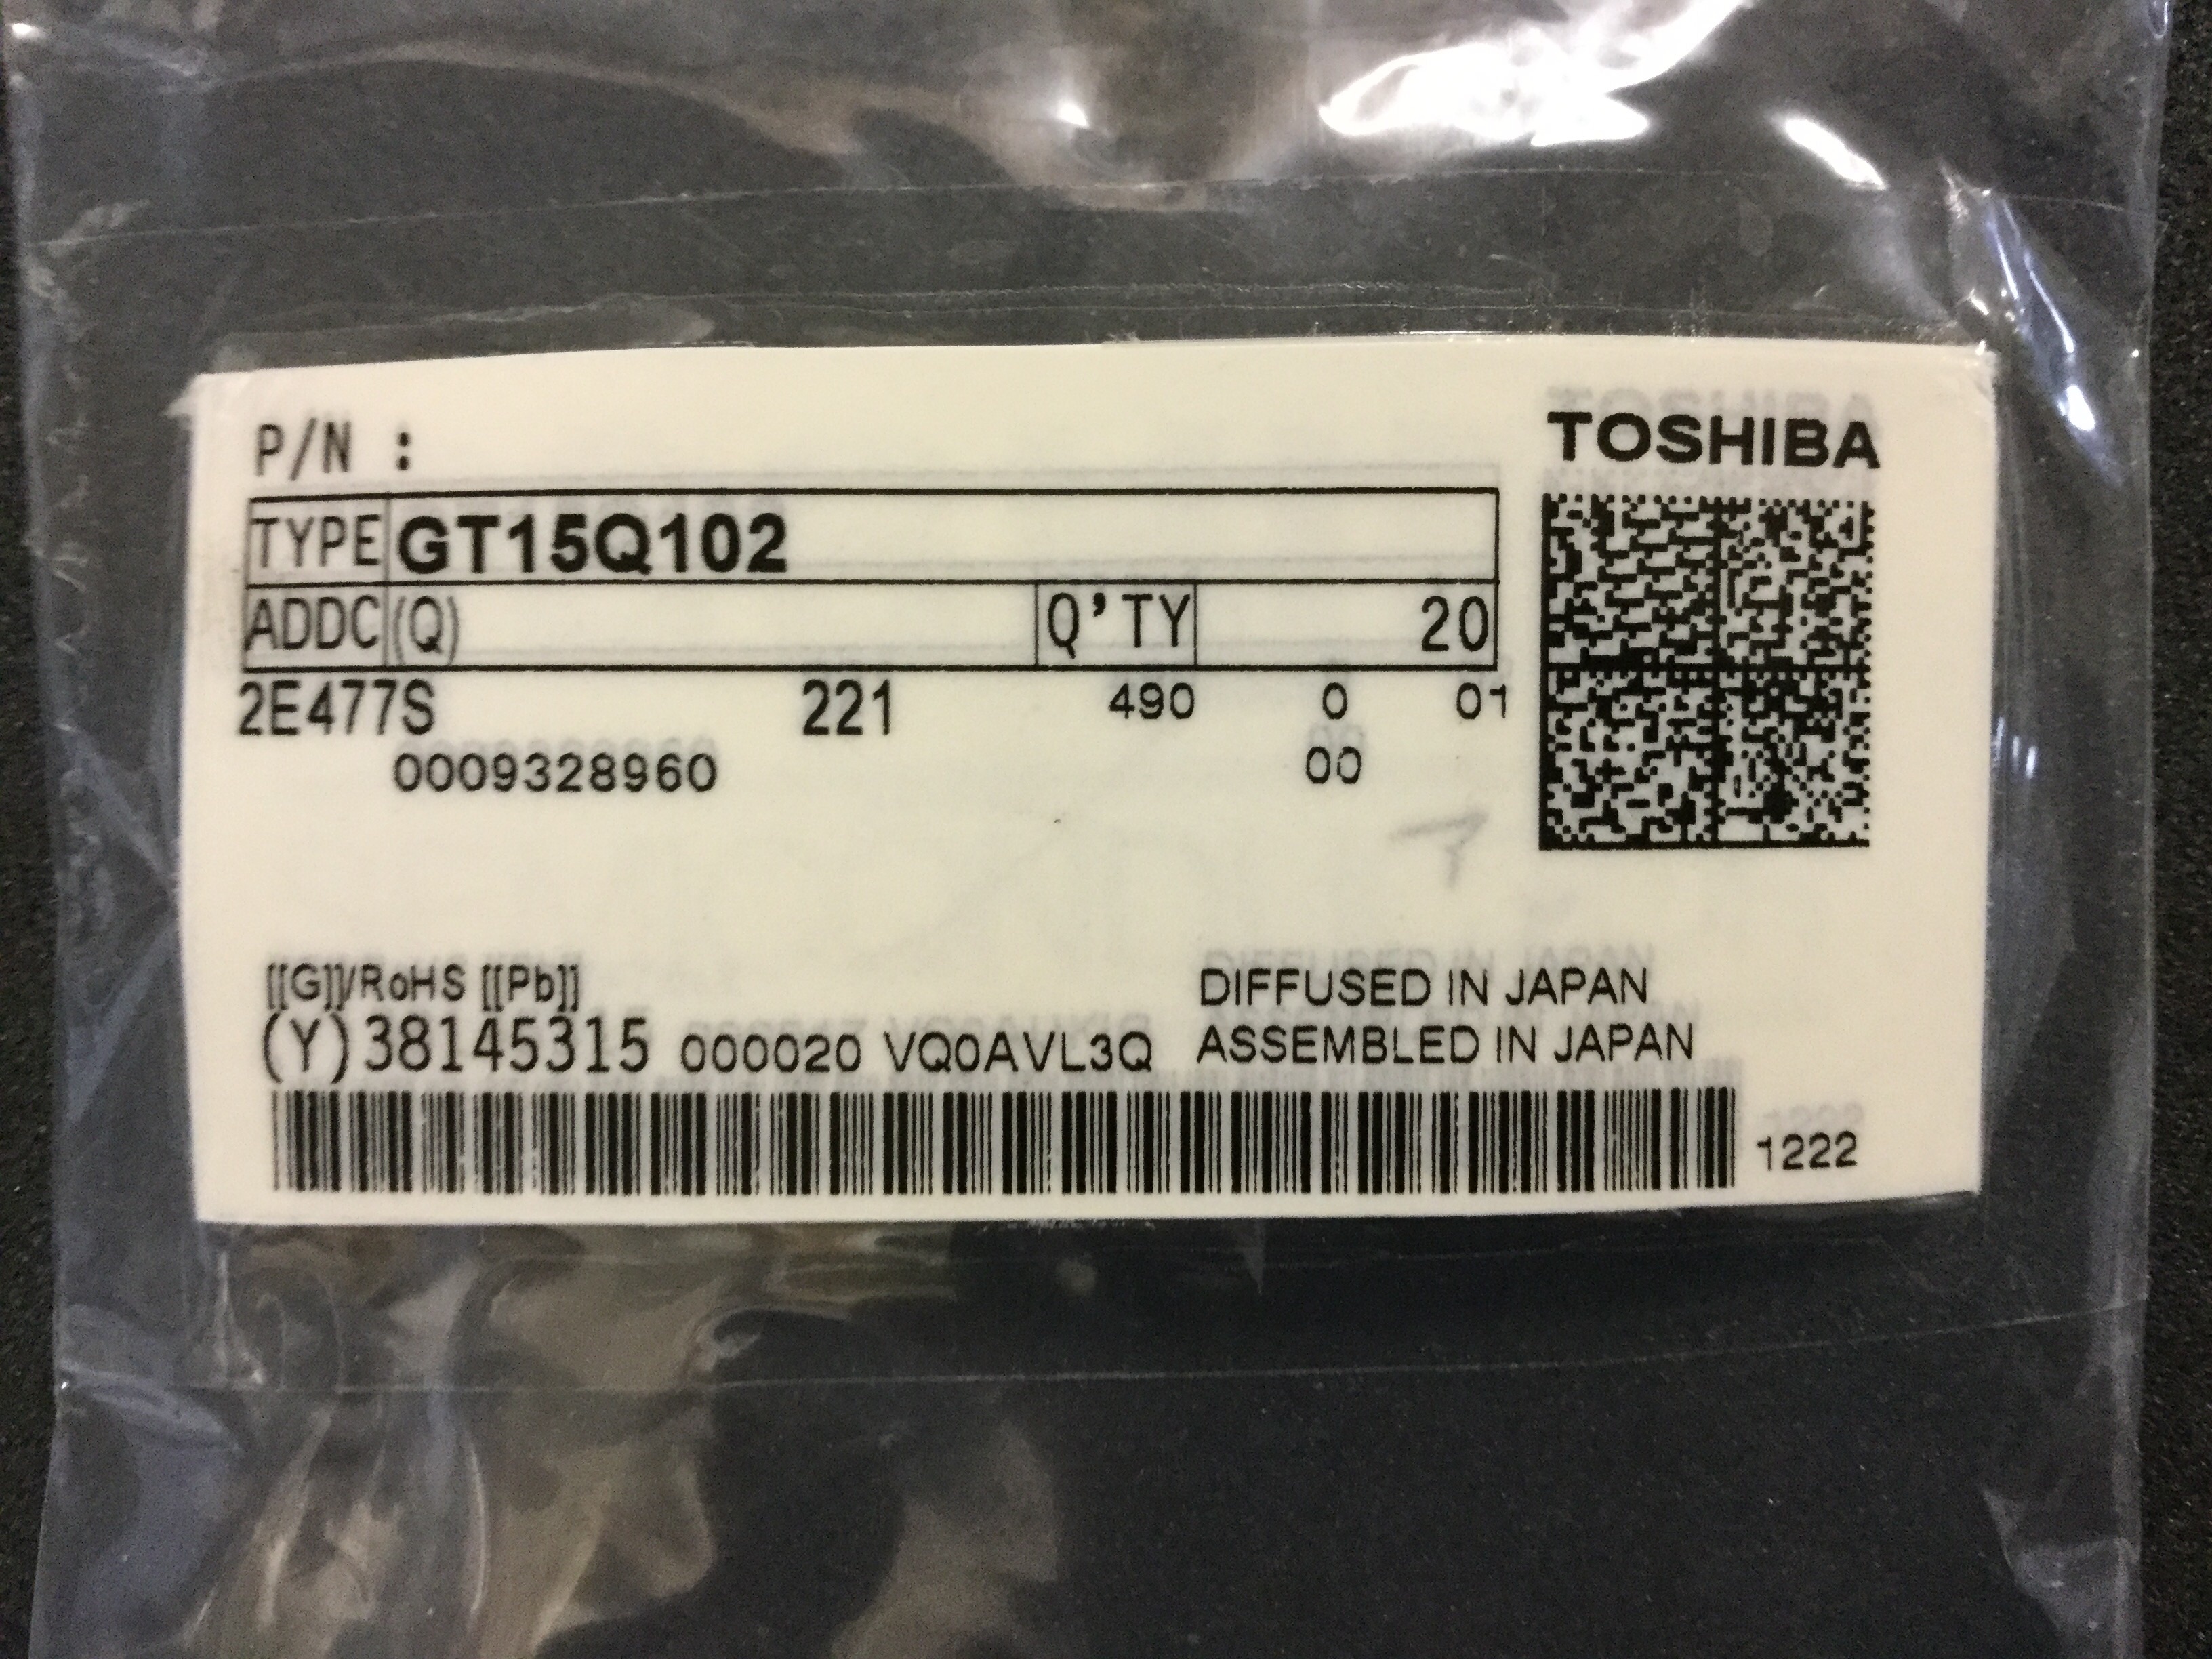 P/N :
TOSHIBA
TYPE GT15Q102
ADDC (Q) Q'TY 20
2E477S 221 490 0 01
0009328960 00
[[G]]/RoHS [[Pb]]
DIFFUSED IN JAPAN
(Y)38145315 000020 VQ0AVL3Q
ASSEMBLED IN JAPAN
1222